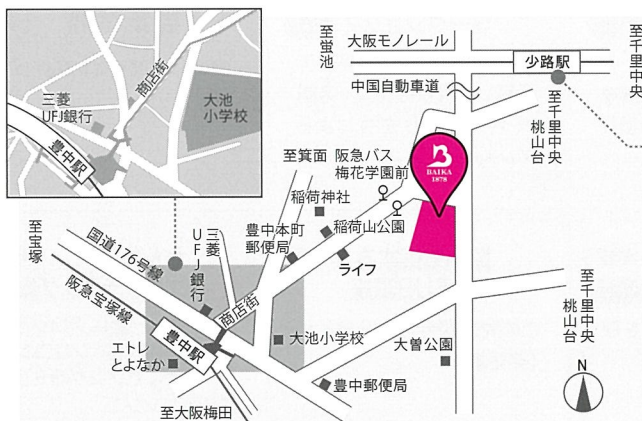 商店街
三菱
UFJ銀行
大池
小学校
豊中駅
至蛍池
大阪モノレール
少路駅
至千里中央
中国自動車道
至千里中央
桃山台
至箕面
阪急バス
梅花学園前
BAIKA
1878
稲荷神社
稲荷山公園
豊中本町
郵便局
ライフ
至宝塚
国道176号線
三菱
UFJ銀行
阪急宝塚線
商店街
豊中駅
エトレ
とよなか
大池小学校
大曽公園
豊中郵便局
至大阪梅田
至千里中央
桃山台
N